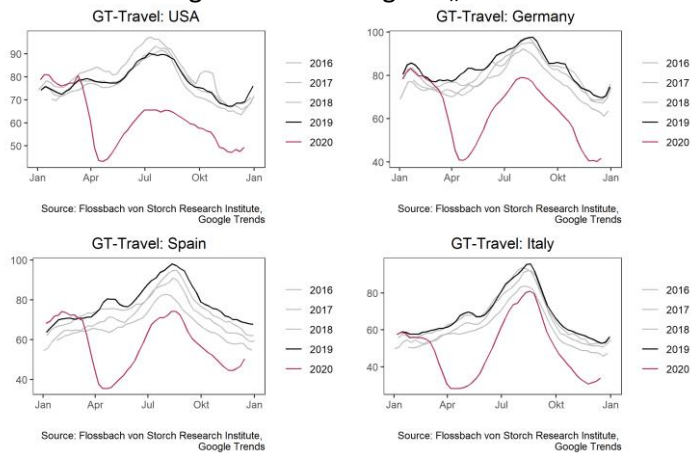 GT-Travel: USA
90
80
70
60
50
Jan Apr Jul Okt Jan
2016
2017
2018
2019
2020
Source: Flossbach von Storch Research Institute,
Google Trends
GT-Travel: Germany
100
80
60
40
Jan Apr Jul Okt Jan
2016
2017
2018
2019
2020
Source: Flossbach von Storch Research Institute,
Google Trends
GT-Travel: Spain
100
80
60
40
Jan Apr Jul Okt Jan
2016
2017
2018
2019
2020
Source: Flossbach von Storch Research Institute,
Google Trends
GT-Travel: Italy
80
60
40
Jan Apr Jul Okt Jan
2016
2017
2018
2019
2020
Source: Flossbach von Storch Research Institute,
Google Trends